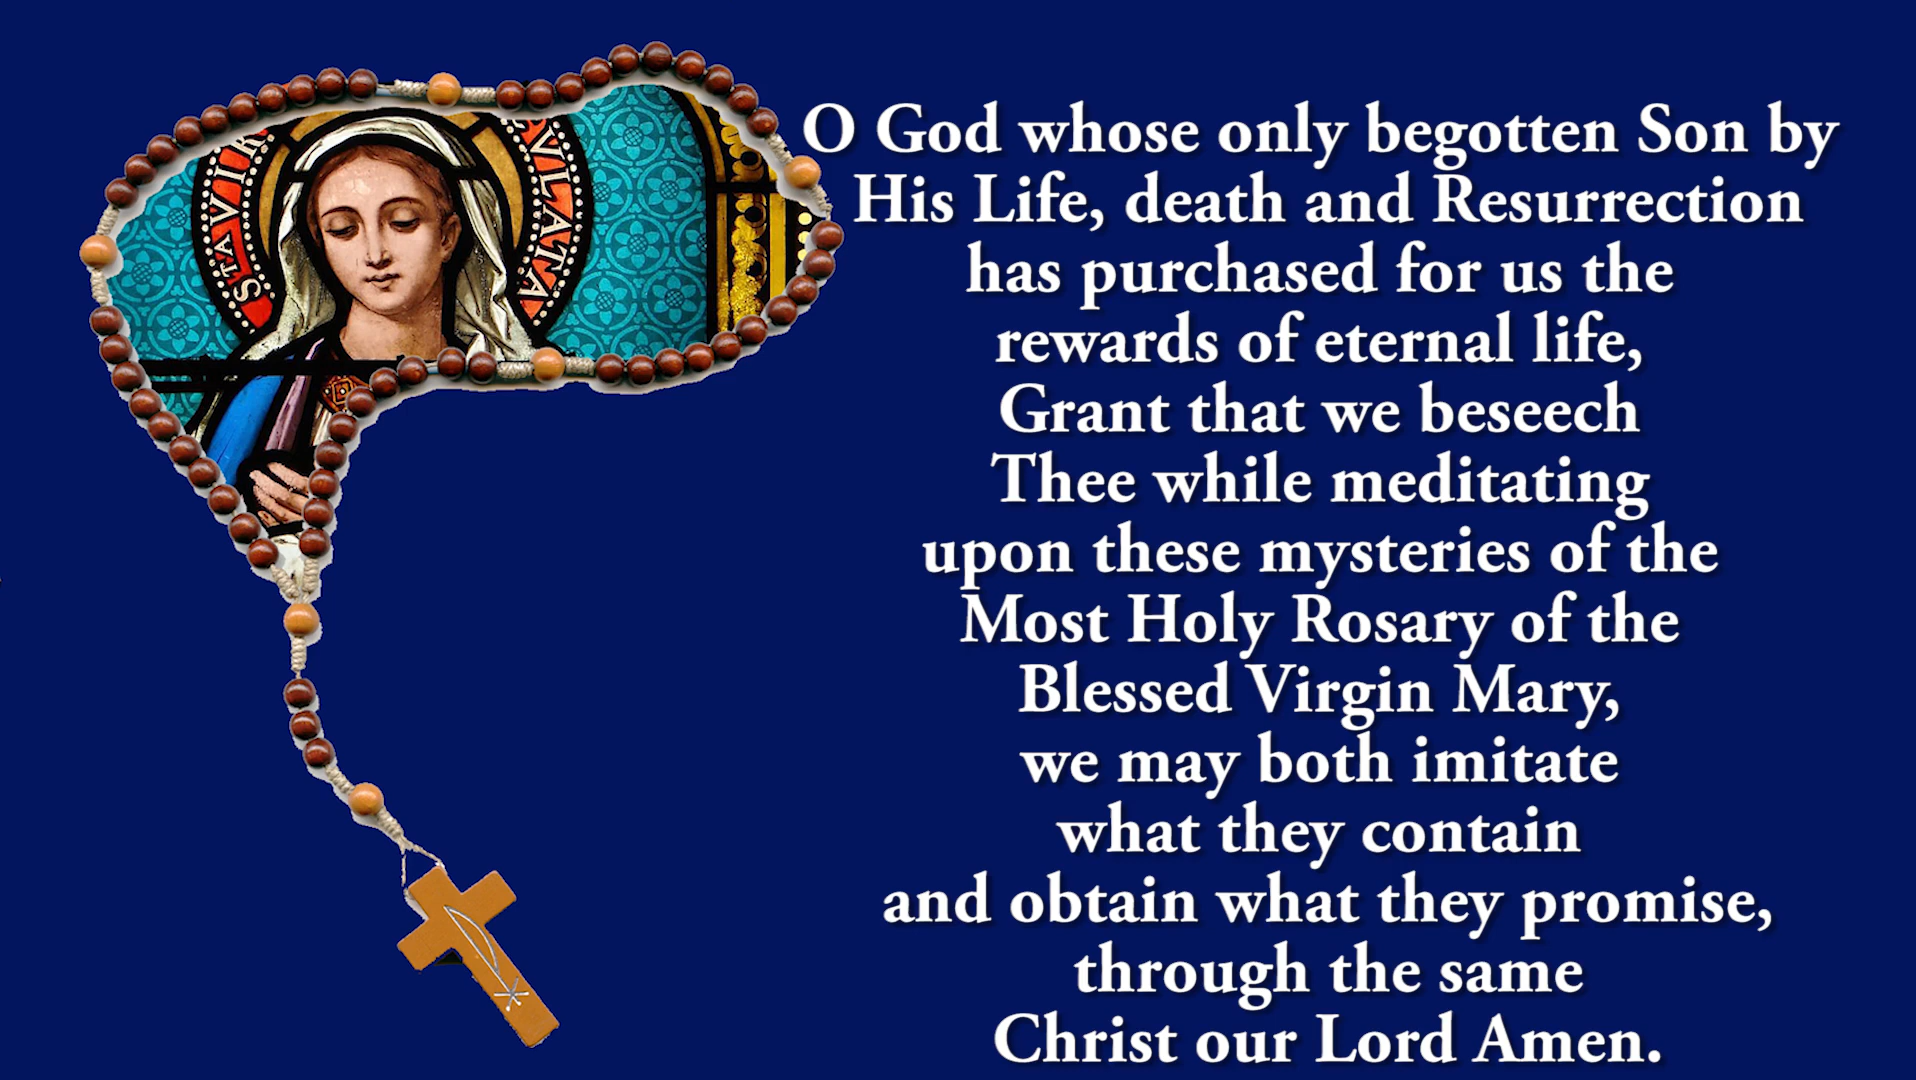 STA VIR
VLATA
O God whose only begotten Son by
His Life, death and Resurrection
has purchased for us the
rewards of eternal life,
Grant that we beseech
Thee while meditating
upon these mysteries of the
Most Holy Rosary of the
Blessed Virgin Mary,
we may both imitate
what they contain
and obtain what they promise,
through the same
Christ our Lord Amen.